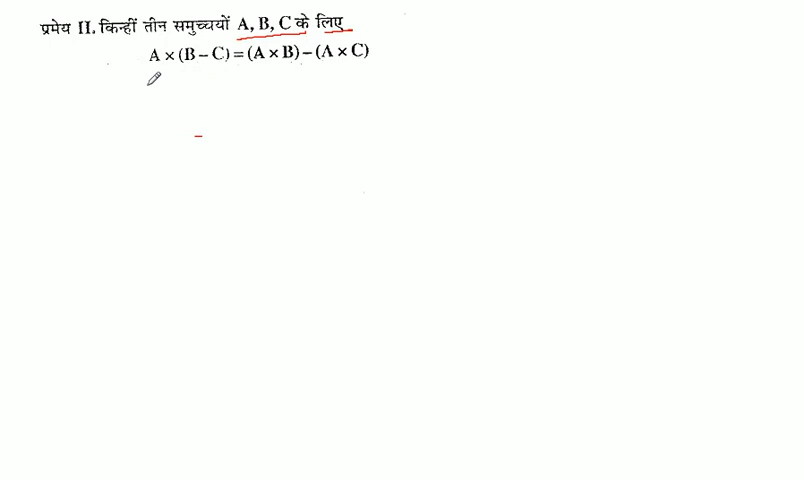 प्रमेय II. किन्हीं तीन समुच्चयों A, B, C के लिए
A × (B – C) = (A × B) – (A × C)